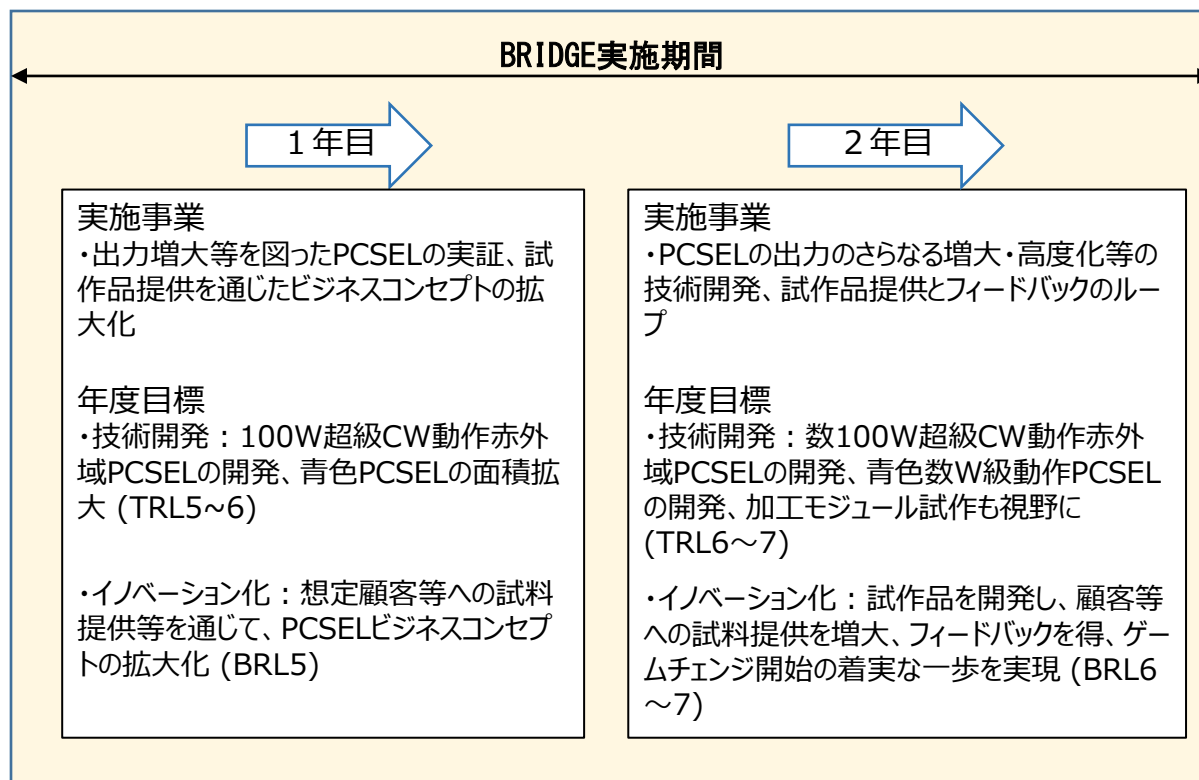 BRIDGE実施期間
１年目
実施事業
・出力増大等を図ったPCSELの実証、試
作品提供を通じたビジネスコンセプトの拡
大化
年度目標
・技術開発：100W超級CW動作赤外
域PCSELの開発、青色PCSELの面積拡
大 (TRL5~6)
・イノベーション化：想定顧客等への試料
提供等を通じて、PCSELビジネスコンセプ
トの拡大化 (BRL5)
２年目
実施事業
・PCSELの出力のさらなる増大・高度化等の
技術開発、試作品提供とフィードバックのルー
プ
年度目標
・技術開発：数100W超級CW動作赤外
域PCSELの開発、青色数W級動作PCSEL
の開発、加工モジュール試作も視野に
(TRL6～7)
・イノベーション化：試作品を開発し、顧客等
への試料提供を増大、フィードバックを得、ゲー
ムチェンジ開始の着実な一歩を実現 (BRL6
～7)